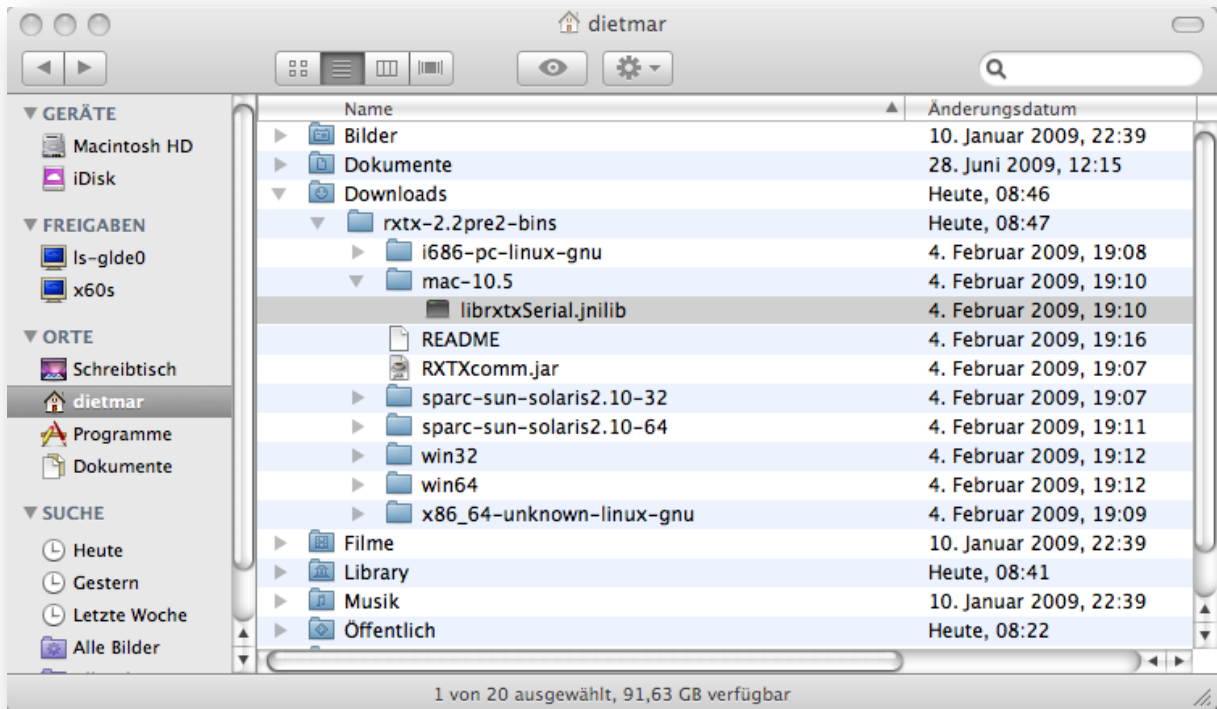 dietmar
GERÄTE
Macintosh HD
iDisk
FREIGABEN
ls-glde0
x60s
ORTE
Schreibtisch
dietmar
Programme
Dokumente
SUCHE
Heute
Gestern
Letzte Woche
Alle Bilder
Name Änderungsdatum
Bilder 10. Januar 2009, 22:39
Dokumente 28. Juni 2009, 12:15
Downloads Heute, 08:46
rxtx-2.2pre2-bins Heute, 08:47
i686-pc-linux-gnu 4. Februar 2009, 19:08
mac-10.5 4. Februar 2009, 19:10
librxtxSerial.jnilib 4. Februar 2009, 19:10
README 4. Februar 2009, 19:16
RXTXcomm.jar 4. Februar 2009, 19:07
sparc-sun-solaris2.10-32 4. Februar 2009, 19:07
sparc-sun-solaris2.10-64 4. Februar 2009, 19:11
win32 4. Februar 2009, 19:12
win64 4. Februar 2009, 19:12
x86_64-unknown-linux-gnu 4. Februar 2009, 19:09
Filme 10. Januar 2009, 22:39
Library Heute, 08:41
Musik 10. Januar 2009, 22:39
Öffentlich Heute, 08:22
1 von 20 ausgewählt, 91,63 GB verfügbar